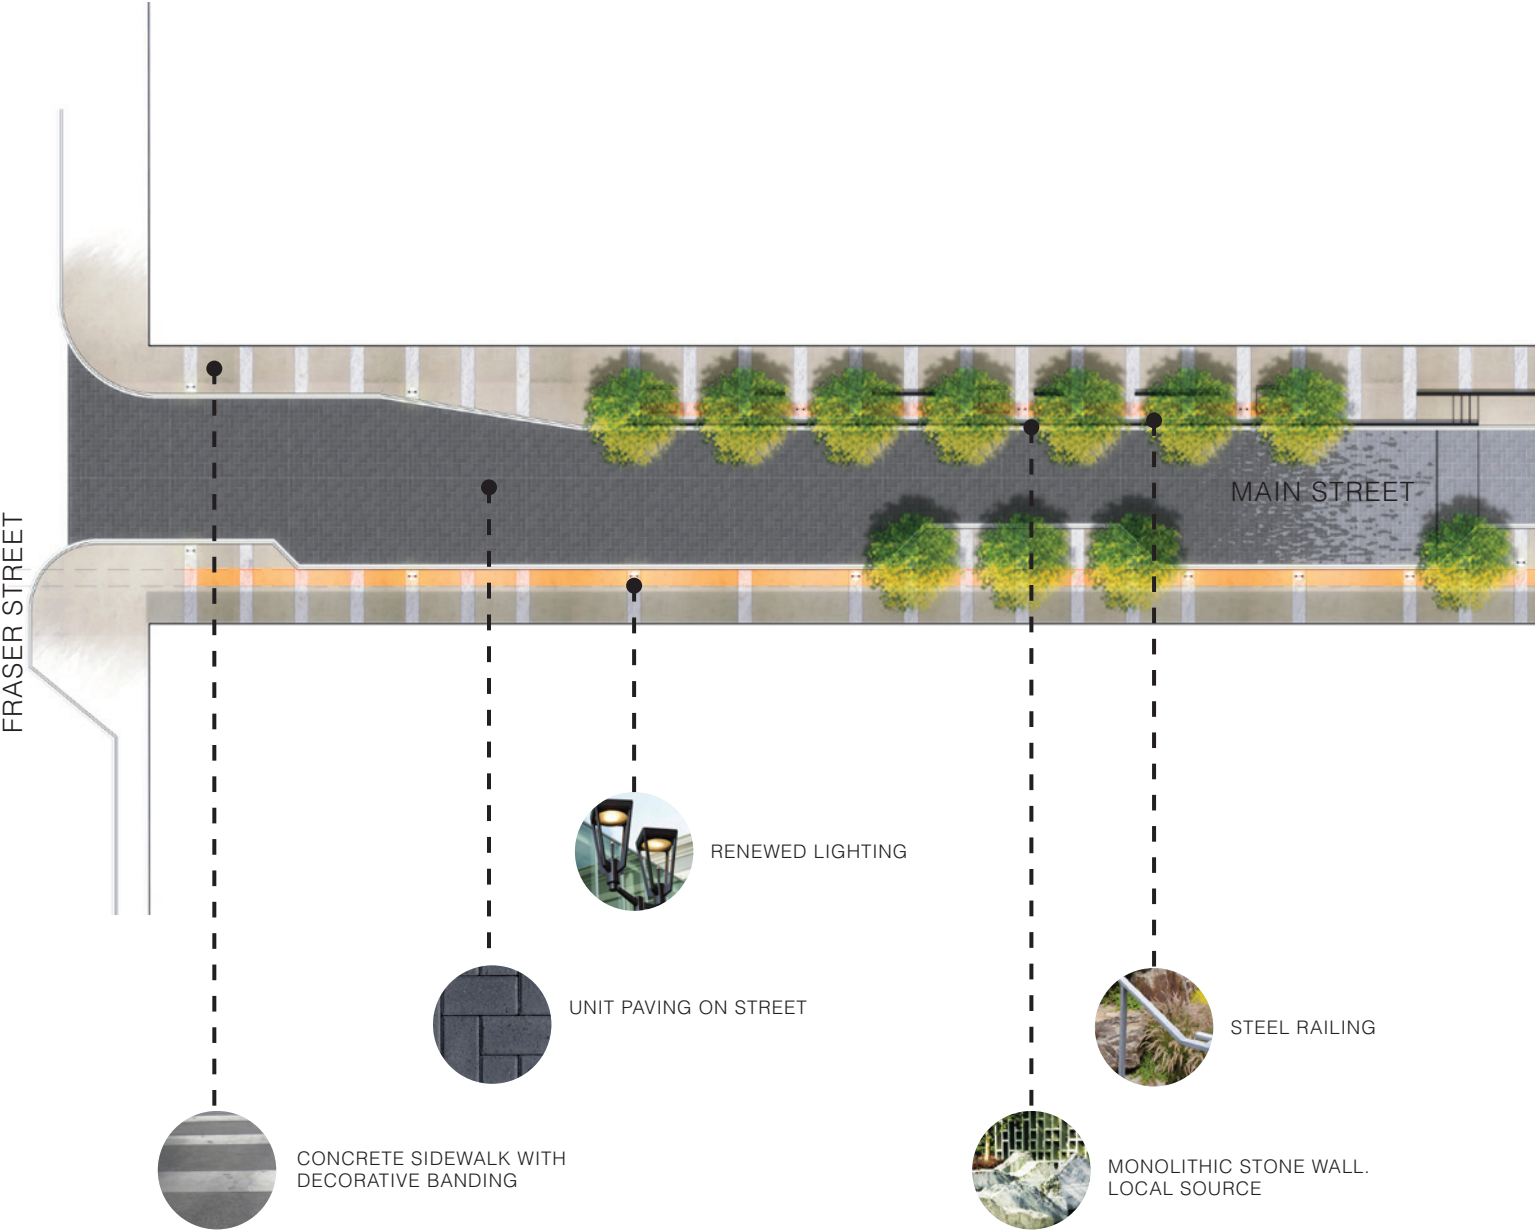 MAIN STREET
FRASER STREET
RENEWED LIGHTING
UNIT PAVING ON STREET
STEEL RAILING
CONCRETE SIDEWALK WITH
DECORATIVE BANDING
MONOLITHIC STONE WALL.
LOCAL SOURCE